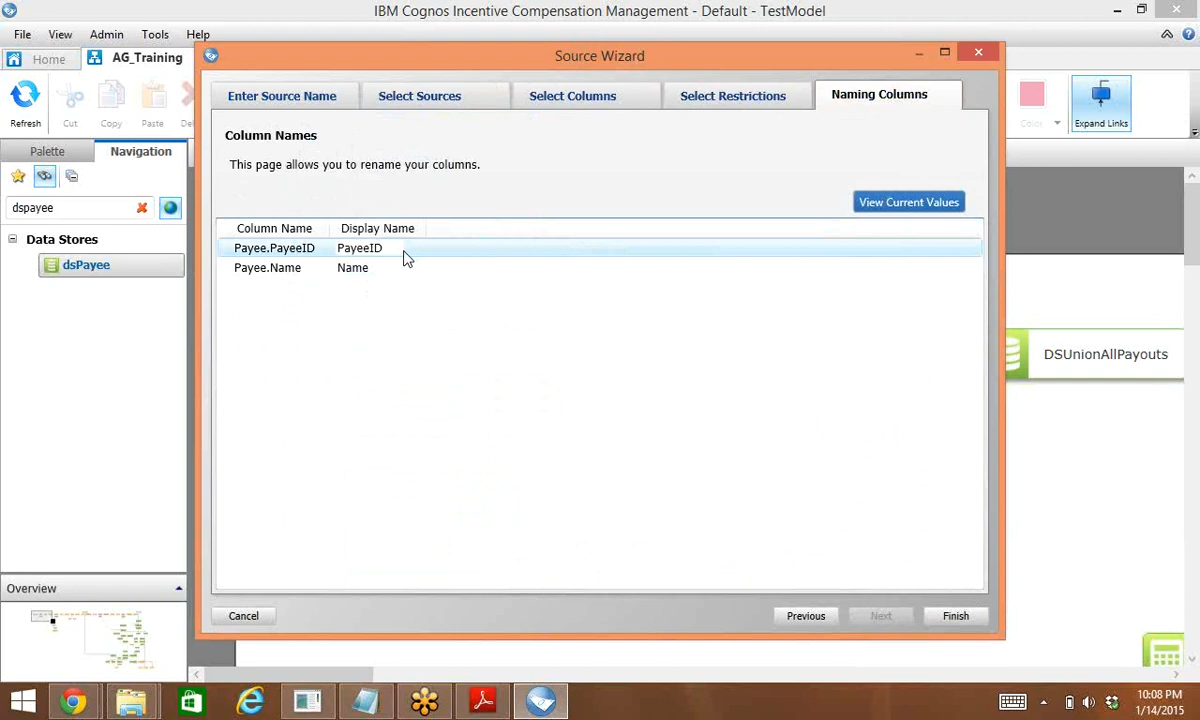 IBM Cognos Incentive Compensation Management - Default - TestModel
File View Admin Tools Help
Home AG_Training
Source Wizard
Refresh Cut Copy Paste
Expand Links
Enter Source Name Select Sources Select Columns Select Restrictions Naming Columns
Column Names
This page allows you to rename your columns.
View Current Values
Palette Navigation
dspayee
Data Stores
dsPayee
Column Name Display Name
Payee.PayeeID PayeeID
Payee.Name Name
DSUnionAllPayouts
Overview
Cancel Previous Next Finish
10:08 PM
1/14/2015